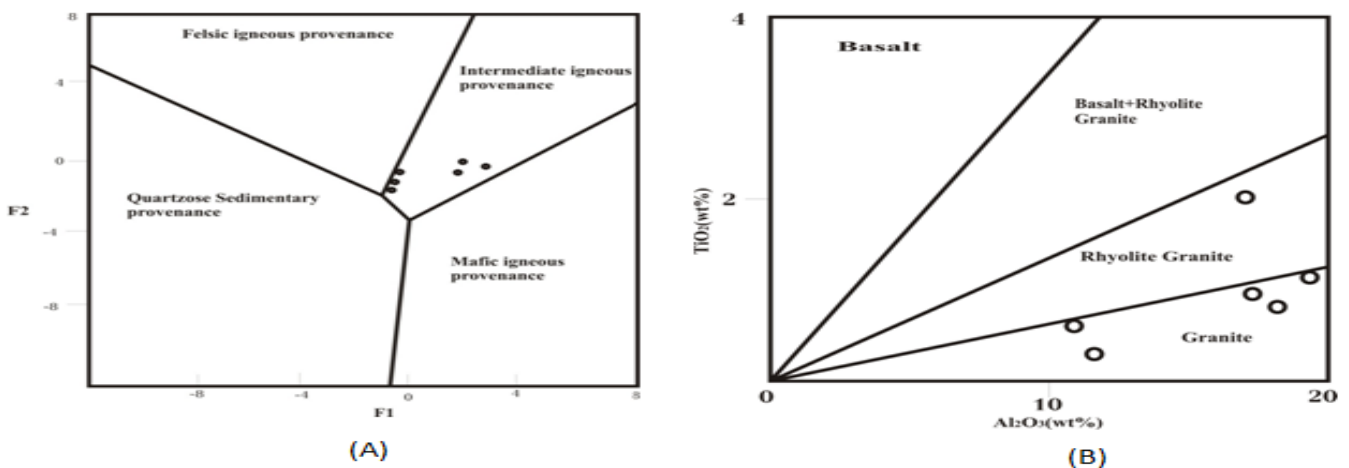 8
Felsic igneous provenance
Intermediate igneous
provenance
4
0
Quartzose Sedimentary
provenance
F2
-4
Mafic igneous
provenance
-8
-8
-4
0
4
8
F1
(A)
4
Basalt
Basalt+Rhyolite
Granite
2
TiO₂(wt%)
Rhyolite Granite
Granite
0
10
20
Al₂O₃(wt%)
(B)